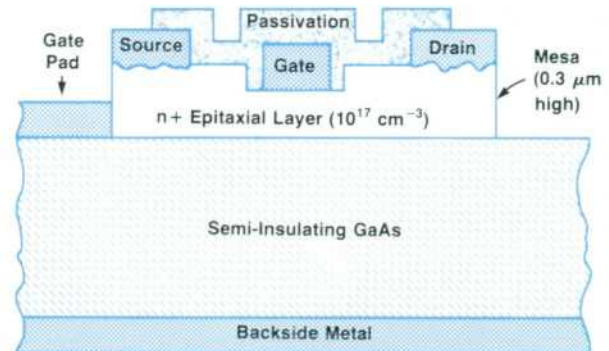 Passivation
Gate
Pad
Source
Gate
Drain
Mesa
(0.3 μm
high)
n+ Epitaxial Layer (10¹⁷ cm⁻³)
Semi-Insulating GaAs
Backside Metal